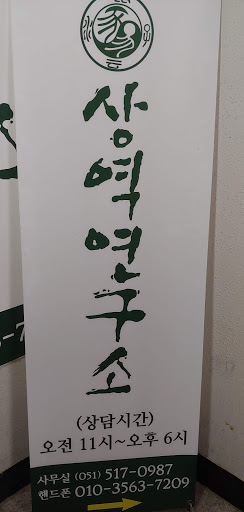 상역연구소
(상담시간)
오전 11시~오후 6시
사무실 (051) 517-0987
핸드폰 010-3563-7209